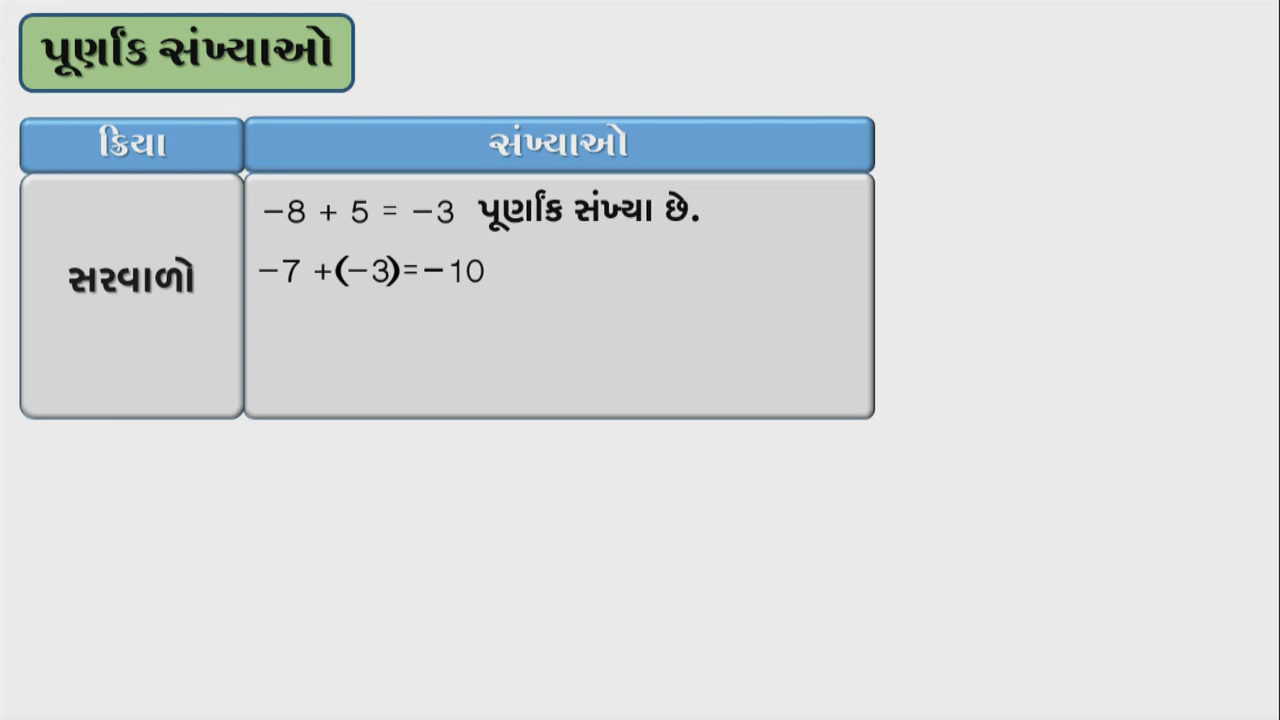 પૂર્ણાંક સંખ્યાઓ
ક્રિયા સંખ્યાઓ
−8 + 5 = −3 પૂર્ણાંક સંખ્યા છે.
સરવાળો
−7 +(−3)=−10